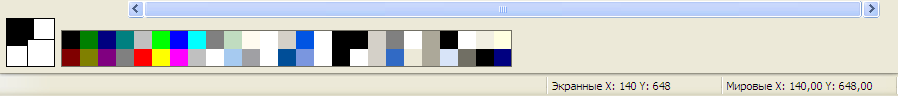 Экранные X: 140 Y: 648 Мировые X: 140,00 Y: 648,00